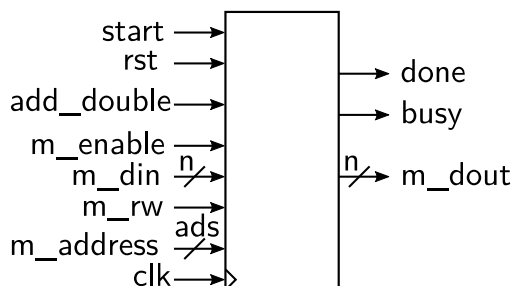 start
rst
done
add_double
busy
m_enable
n
n
m_din
m_dout
m_rw
ads
m_address
clk